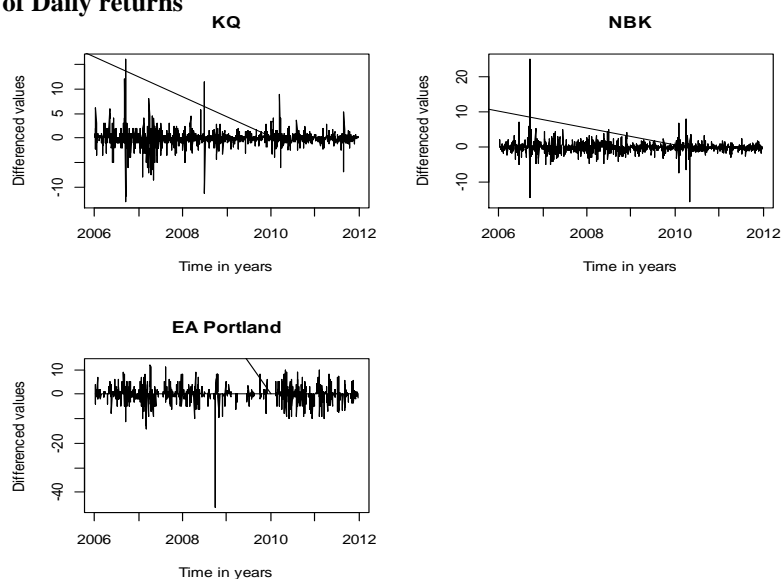 of Daily returns
KQ
Differenced values
10
5
0
-10
2006 2008 2010 2012
Time in years
NBK
Differenced values
20
10
0
-10
2006 2008 2010 2012
Time in years
EA Portland
Differenced values
10
0
-20
-40
2006 2008 2010 2012
Time in years